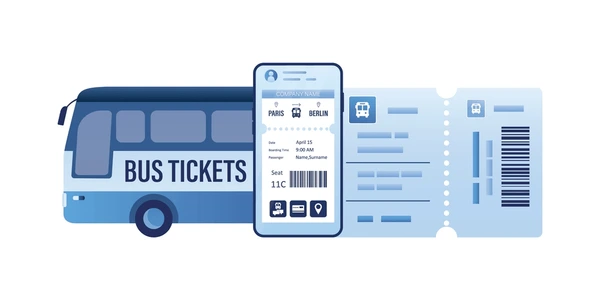 BUS TICKETS
COMPANY NAME
PARIS BERLIN
Date April 15
Boarding Time 9:00 AM
Passenger Name,Surname
Seat
11C